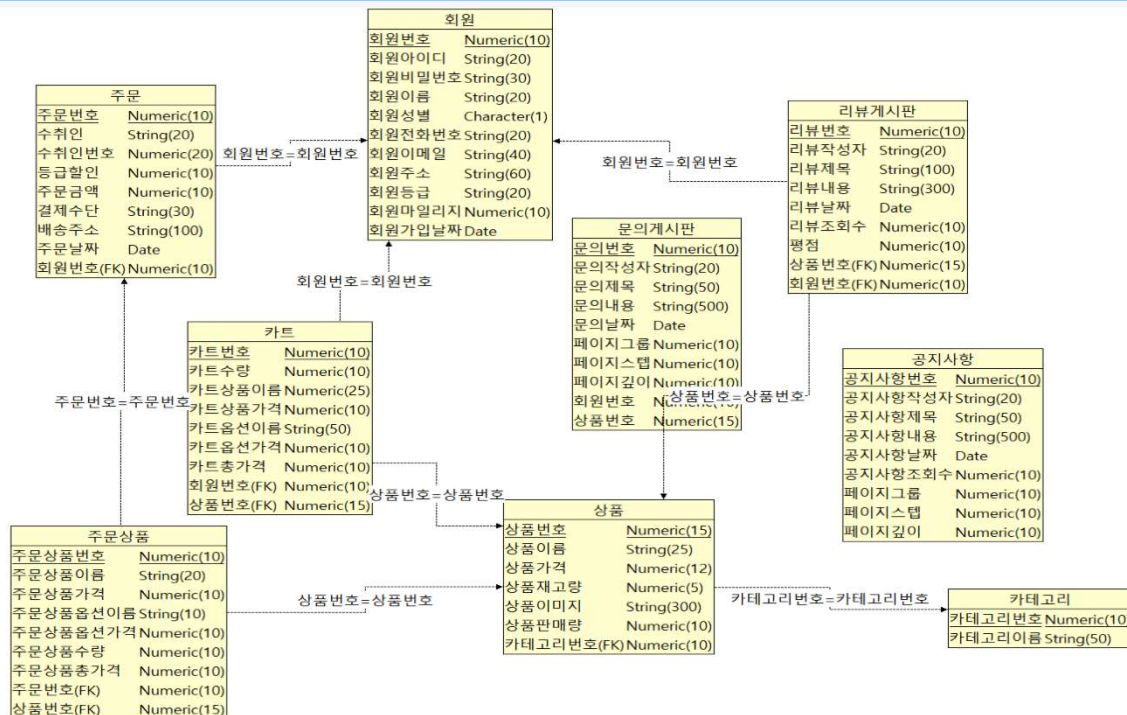 회원
회원번호 Numeric(10)
회원아이디 String(20)
회원비밀번호 String(30)
회원이름 String(20)
회원성별 Character(1)
회원전화번호 String(20)
회원이메일 String(40)
회원주소 String(60)
회원등급 String(20)
회원마일리지 Numeric(10)
회원가입날짜 Date
주문
주문번호 Numeric(10)
수취인 String(20)
수취인번호 Numeric(20)
등급할인 Numeric(10)
주문금액 Numeric(10)
결제수단 String(30)
배송주소 String(100)
주문날짜 Date
회원번호(FK) Numeric(10)
회원번호=회원번호
회원번호=회원번호
리뷰게시판
리뷰번호 Numeric(10)
리뷰작성자 String(20)
리뷰제목 String(100)
리뷰내용 String(300)
리뷰날짜 Date
리뷰조회수 Numeric(10)
평점 Numeric(10)
상품번호(FK) Numeric(15)
회원번호(FK) Numeric(10)
문의게시판
문의번호 Numeric(10)
문의작성자 String(20)
문의제목 String(50)
문의내용 String(500)
문의날짜 Date
페이지그룹 Numeric(10)
페이지스텝 Numeric(10)
페이지깊이 Numeric(10)
회원번호
상품번호 Numeric(15)
상품번호=상품번호
회원번호=회원번호
카트
카트번호 Numeric(10)
카트수량 Numeric(10)
카트상품이름 Numeric(25)
카트상품가격 Numeric(10)
카트옵션이름 String(50)
카트옵션가격 Numeric(10)
카트총가격 Numeric(10)
회원번호(FK) Numeric(10)
상품번호(FK) Numeric(15)
주문번호=주문번호
상품번호=상품번호
공지사항
공지사항번호 Numeric(10)
공지사항작성자 String(20)
공지사항제목 String(50)
공지사항내용 String(500)
공지사항날짜 Date
공지사항조회수 Numeric(10)
페이지그룹 Numeric(10)
페이지스텝 Numeric(10)
페이지깊이 Numeric(10)
주문상품
주문상품번호 Numeric(10)
주문상품이름 String(20)
주문상품가격 Numeric(10)
주문상품옵션이름 String(10)
주문상품옵션가격 Numeric(10)
주문상품수량 Numeric(10)
주문상품총가격 Numeric(10)
주문번호(FK) Numeric(10)
상품번호(FK) Numeric(15)
상품번호=상품번호
상품
상품번호 Numeric(15)
상품이름 String(25)
상품가격 Numeric(12)
상품재고량 Numeric(5)
상품이미지 String(300)
상품판매량 Numeric(10)
카테고리번호(FK) Numeric(10)
카테고리번호=카테고리번호
카테고리
카테고리번호 Numeric(10)
카테고리이름 String(50)